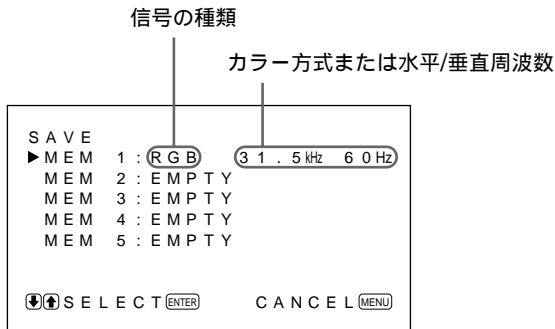 信号の種類
カラー方式または水平/垂直周波数
SAVE
▶MEM 1:RGB 31.5kHz 60Hz
MEM 2:EMPTY
MEM 3:EMPTY
MEM 4:EMPTY
MEM 5:EMPTY
SELECT ENTER CANCEL MENU